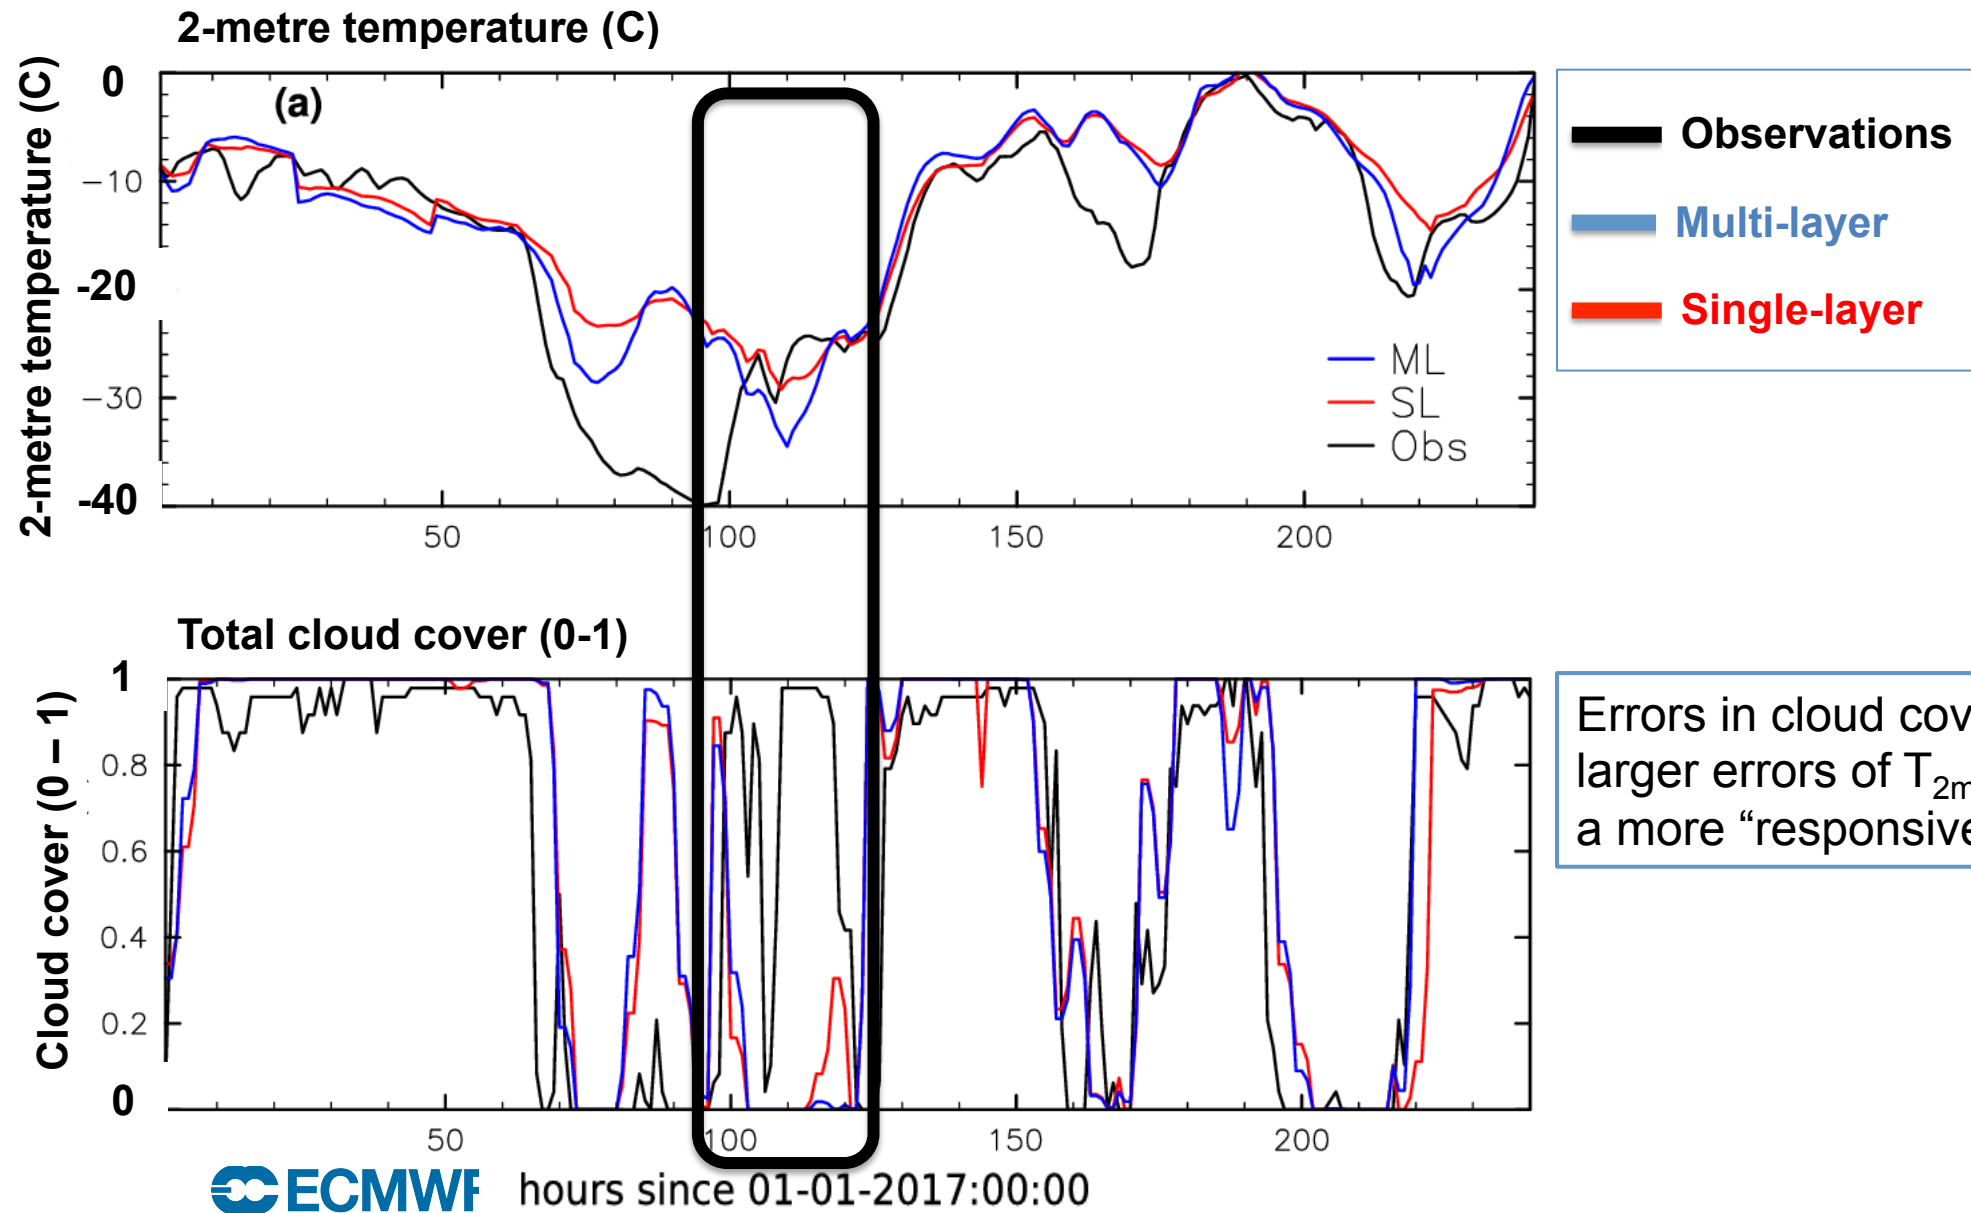 2-metre temperature (C)
2-metre temperature (C)
0
−10
-20
−30
-40
(a)
ML
SL
Obs
50
100
150
200
Observations
Multi-layer
Single-layer
Total cloud cover (0-1)
Cloud cover (0 – 1)
1
0.8
0.6
0.4
0.2
0
50
100
150
200
Errors in cloud cov
larger errors of T2m
a more “responsive
ECMWF
hours since 01-01-2017:00:00